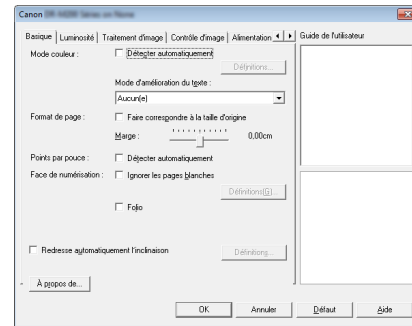 Canon
Basique Luminosité Traitement d'image Contrôle d'image Alimentation
Guide de l'utilisateur
Mode couleur : Détecter automatiquement
Définitions...
Mode d'amélioration du texte :
Aucun(e)
Format de page : Faire correspondre à la taille d'origine
Marge : 0,00cm
Points par pouce : Détecter automatiquement
Face de numérisation : Ignorer les pages blanches
Définitions(G)...
Folio
Redresse automatiquement l'inclinaison Définitions...
À propos de...
OK Annuler Défaut Aide